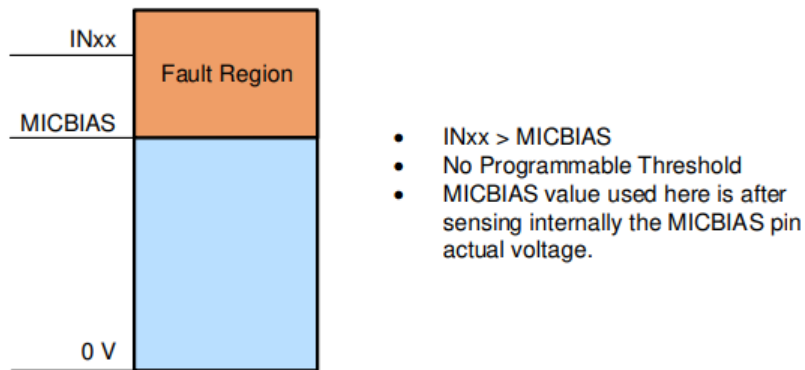 INxx
Fault Region
MICBIAS
• INxx > MICBIAS
• No Programmable Threshold
• MICBIAS value used here is after
sensing internally the MICBIAS pin
actual voltage.
0 V